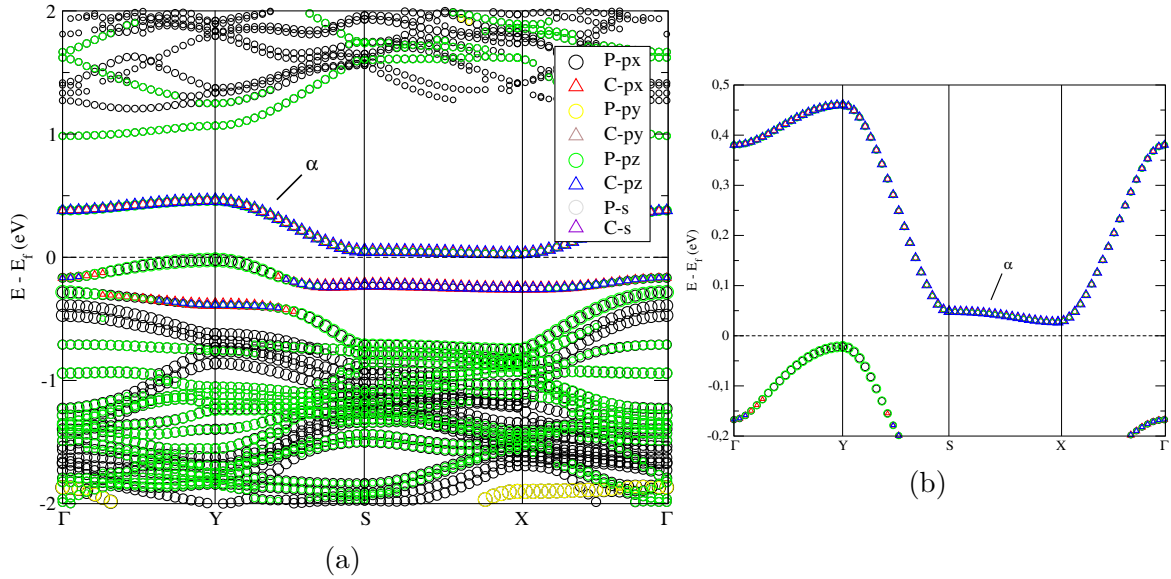 2
1
0
-1
-2
E - E_f (eV)
α
P-px
C-px
P-py
C-py
P-pz
C-pz
P-s
C-s
Γ Y S X Γ
(a)
0,5
0,4
0,3
0,2
0,1
0
-0,1
-0,2
E - E_f (eV)
α
Γ Y S X Γ
(b)